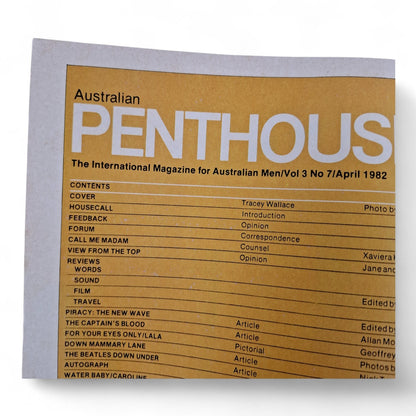 Australian
PENTHOUS
The International Magazine for Australian Men/Vol 3 No 7/April 1982
CONTENTS
COVER Tracey Wallace Photo by
HOUSECALL Introduction
FEEDBACK Opinion
FORUM Correspondence
CALL ME MADAM Counsel Xaviera
VIEW FROM THE TOP Opinion Jane and
REVIEWS
WORDS
SOUND
FILM
TRAVEL Edited by
PIRACY: THE NEW WAVE Article Edited by
THE CAPTAIN'S BLOOD Article Allan Mo
FOR YOUR EYES ONLY/LALA Pictorial Geoffrey
DOWN MAMMARY LANE Article Photos b
THE BEATLES DOWN UNDER Article
AUTOGRAPH
WATER BABY/CAROLINE